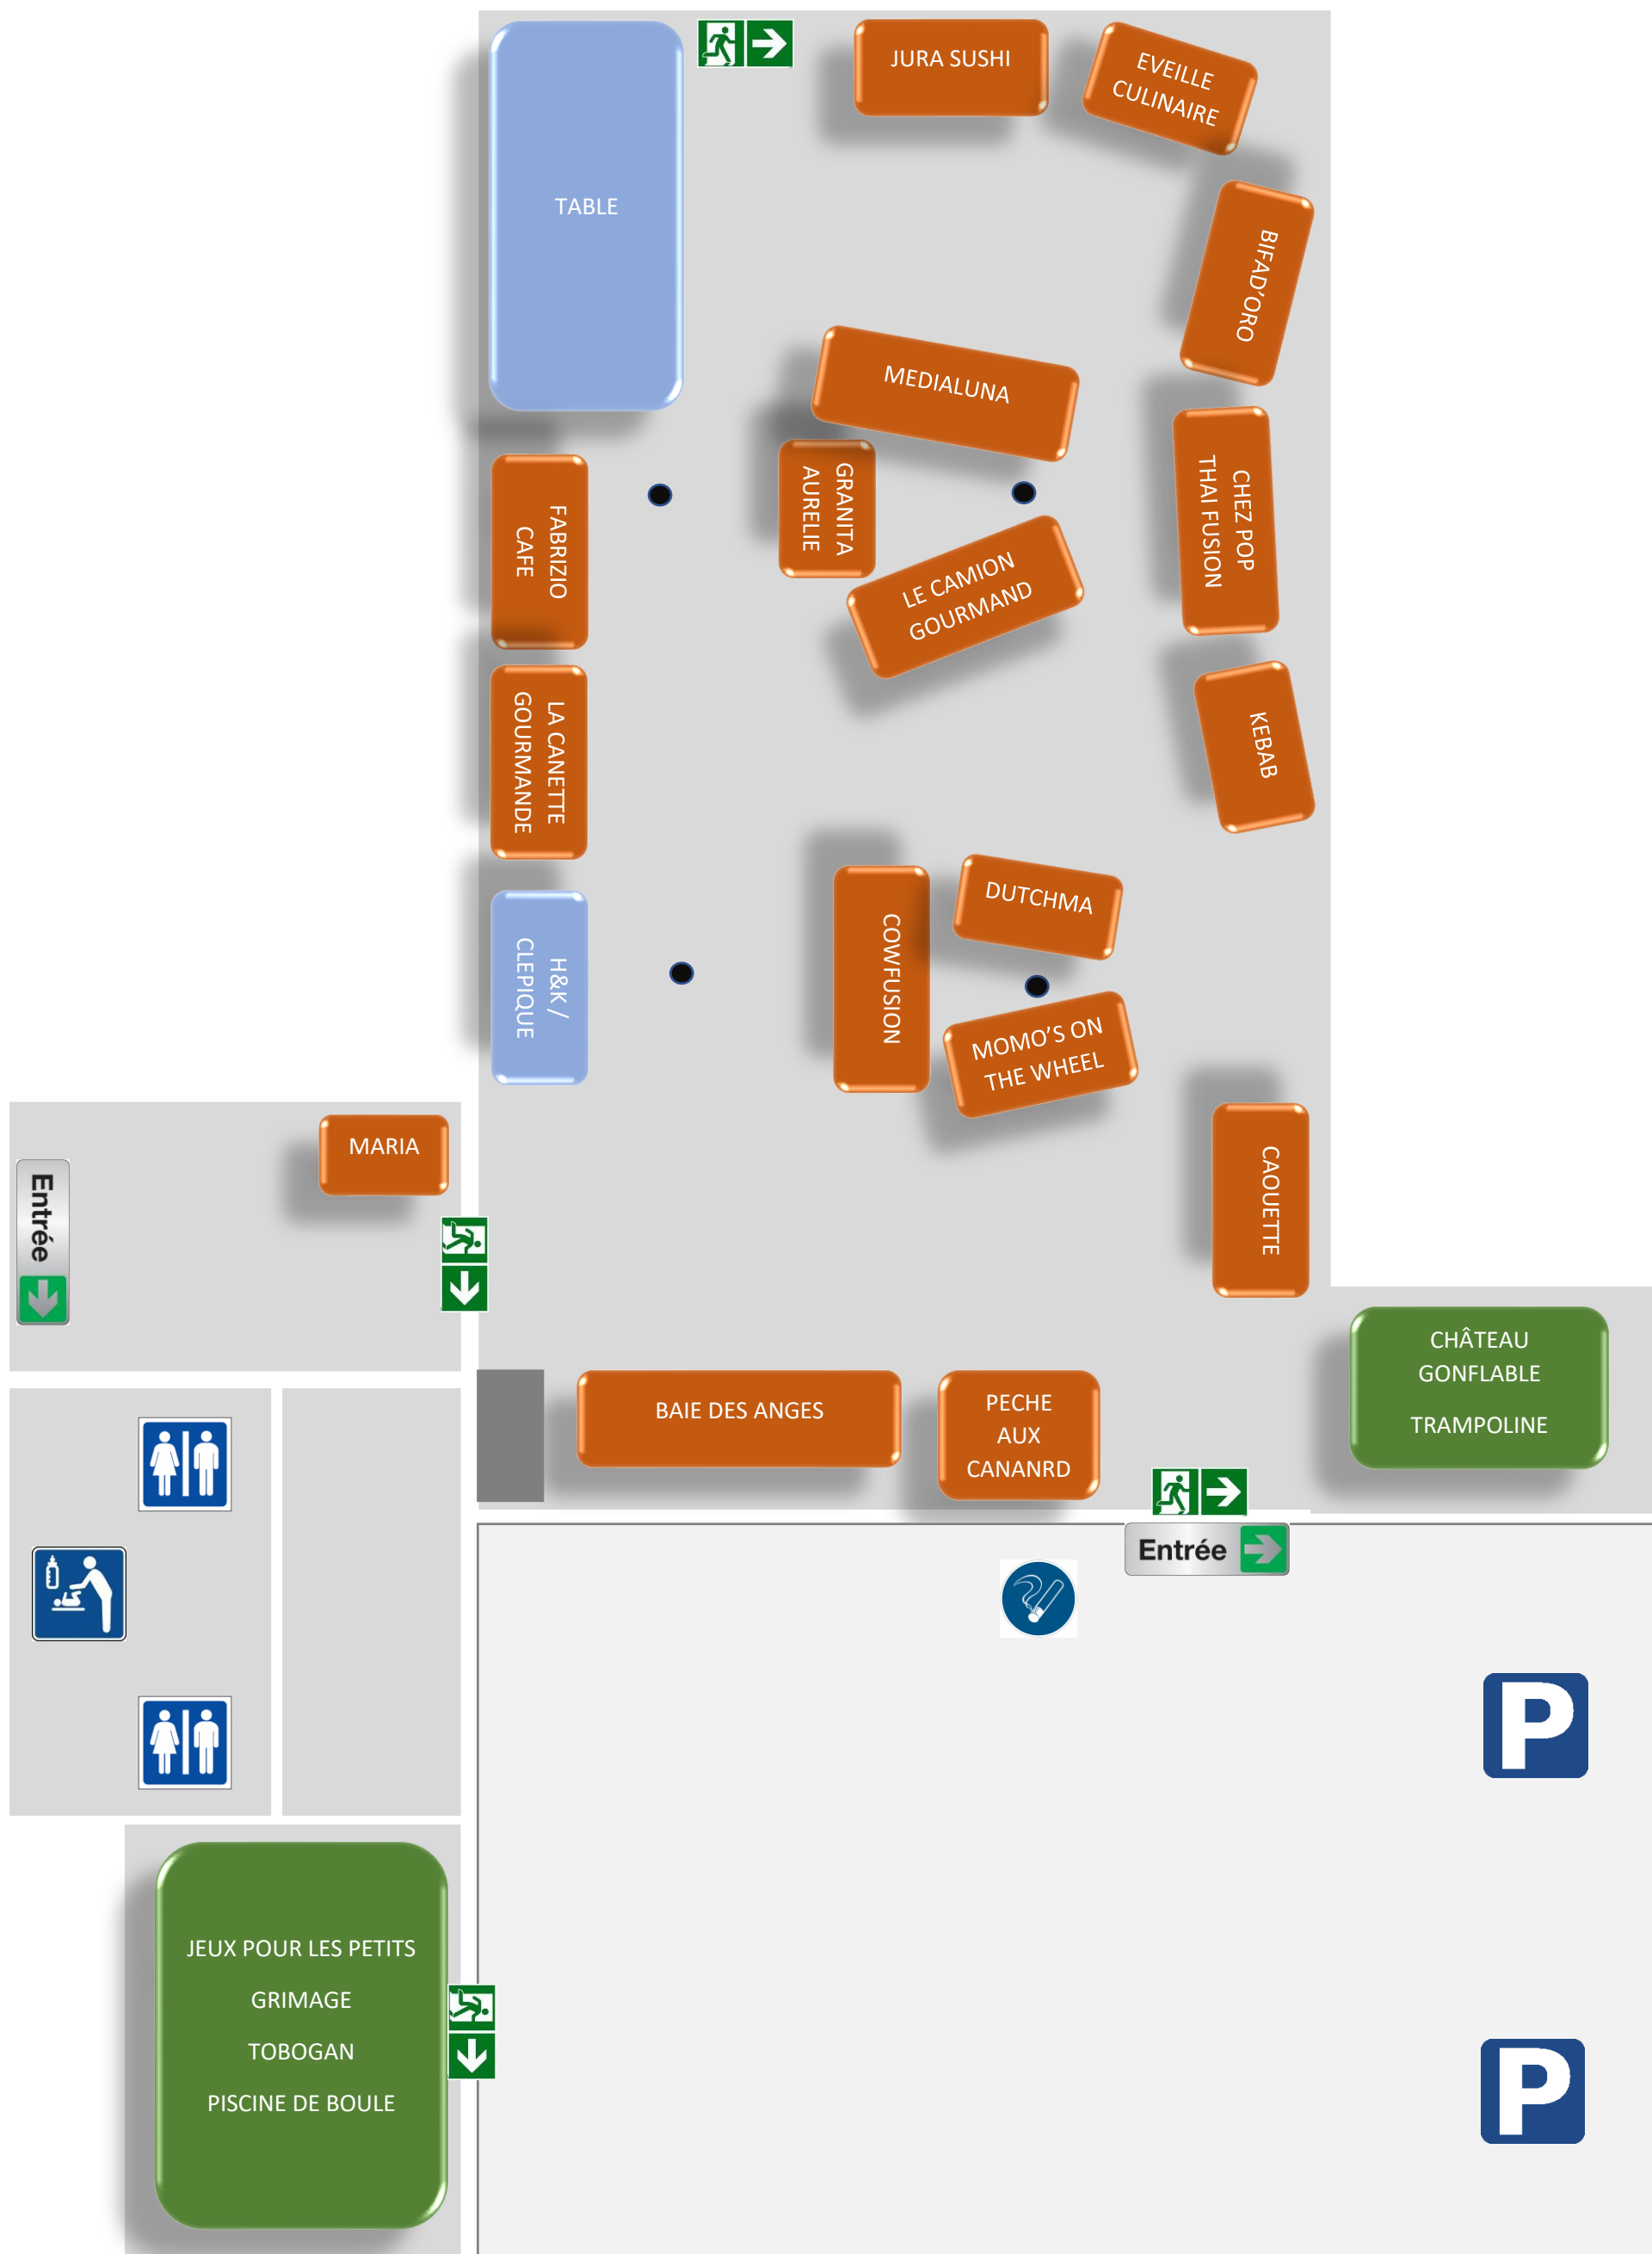 JURA SUSHI
EVEILLE
CULINAIRE
TABLE
BIFAD'ORO
MEDIALUNA
GRANITA
AURELIE
CHEZ POP
THAI FUSION
FABRIZIO
CAFE
LE CAMION
GOURMAND
LA CANETTE
GOURMANDE
KEBAB
DUTCHMA
COWFUSION
H&K /
CLEPIQUE
MOMO'S ON
THE WHEEL
MARIA
CAOUETTE
Entrée
CHÂTEAU
GONFLABLE
TRAMPOLINE
BAIE DES ANGES
PECHE
AUX
CANANRD
Entrée
P
JEUX POUR LES PETITS
GRIMAGE
TOBOGAN
PISCINE DE BOULE
P